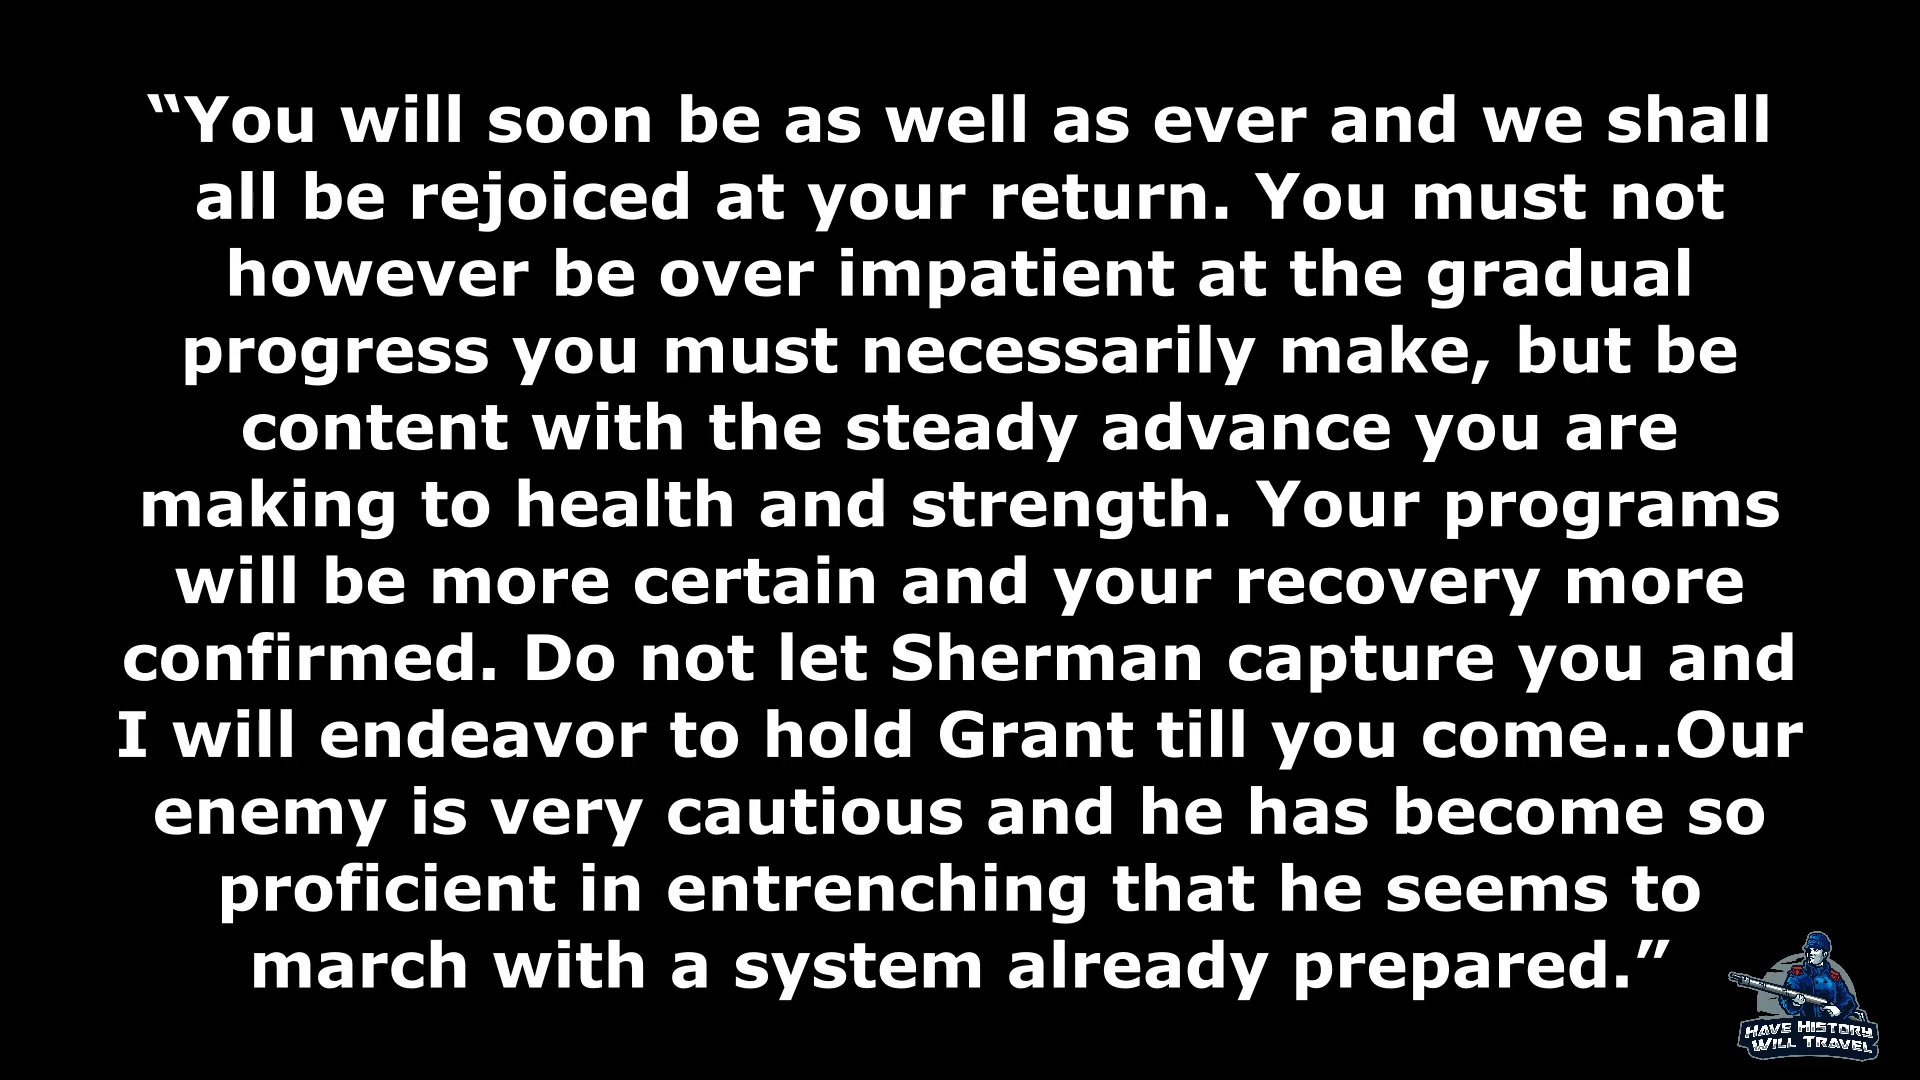 “You will soon be as well as ever and we shall
all be rejoiced at your return. You must not
however be over impatient at the gradual
progress you must necessarily make, but be
content with the steady advance you are
making to health and strength. Your programs
will be more certain and your recovery more
confirmed. Do not let Sherman capture you and
I will endeavor to hold Grant till you come...Our
enemy is very cautious and he has become so
proficient in entrenching that he seems to
march with a system already prepared.”
HAVE HISTORY
WILL TRAVEL